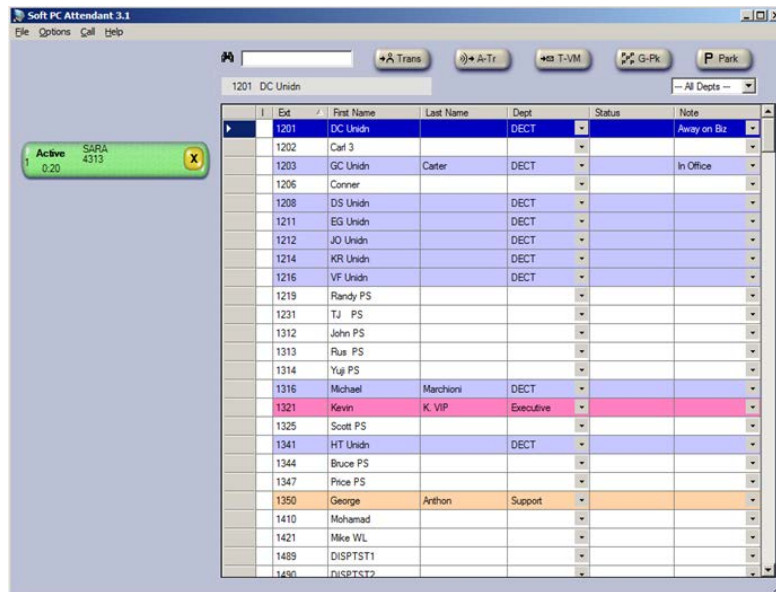 Soft PC Attendant 3.1
File Options Call Help
Trans A-Tr T-VM G-Pk P Park
1201 DC Unidn -- All Depts --
I Ext First Name Last Name Dept Status Note
1201 DC Unidn DECT Away on Biz
1202 Carl 3
Active SARA
1 4313 X
0:20
1203 GC Unidn Carter DECT In Office
1206 Conner
1208 DS Unidn DECT
1211 EG Unidn DECT
1212 JO Unidn DECT
1214 KR Unidn DECT
1216 VF Unidn DECT
1219 Randy PS
1231 TJ PS
1312 John PS
1313 Rus PS
1314 Yuji PS
1316 Michael Marchioni DECT
1321 Kevin K. VIP Executive
1325 Scott PS
1341 HT Unidn DECT
1344 Bruce PS
1347 Price PS
1350 George Anthon Support
1410 Mohamad
1421 Mike WL
1489 DISPTST1
1490 DISPTST2